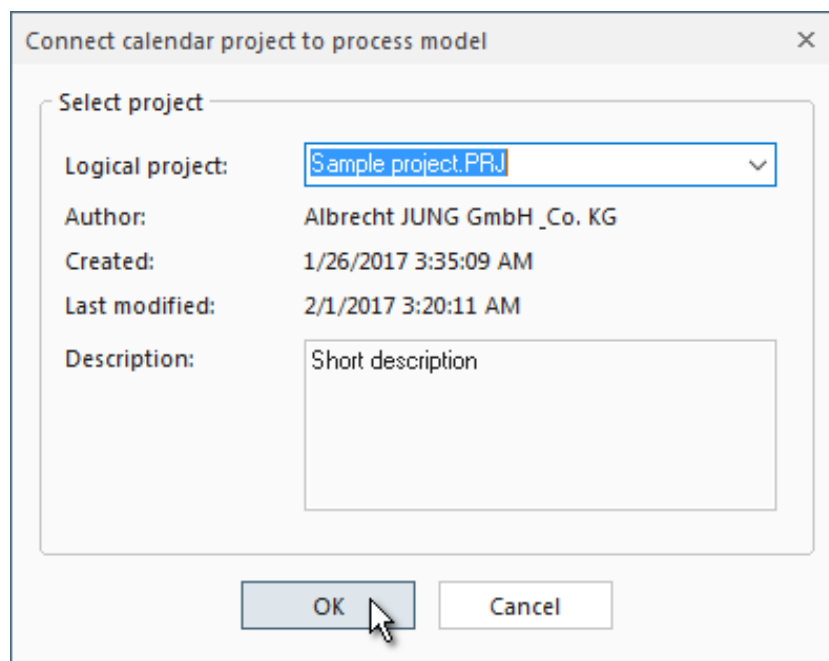 Connect calendar project to process model
Select project
Logical project: Sample project.PRJ
Author: Albrecht JUNG GmbH _Co. KG
Created: 1/26/2017 3:35:09 AM
Last modified: 2/1/2017 3:20:11 AM
Description: Short description
OK Cancel